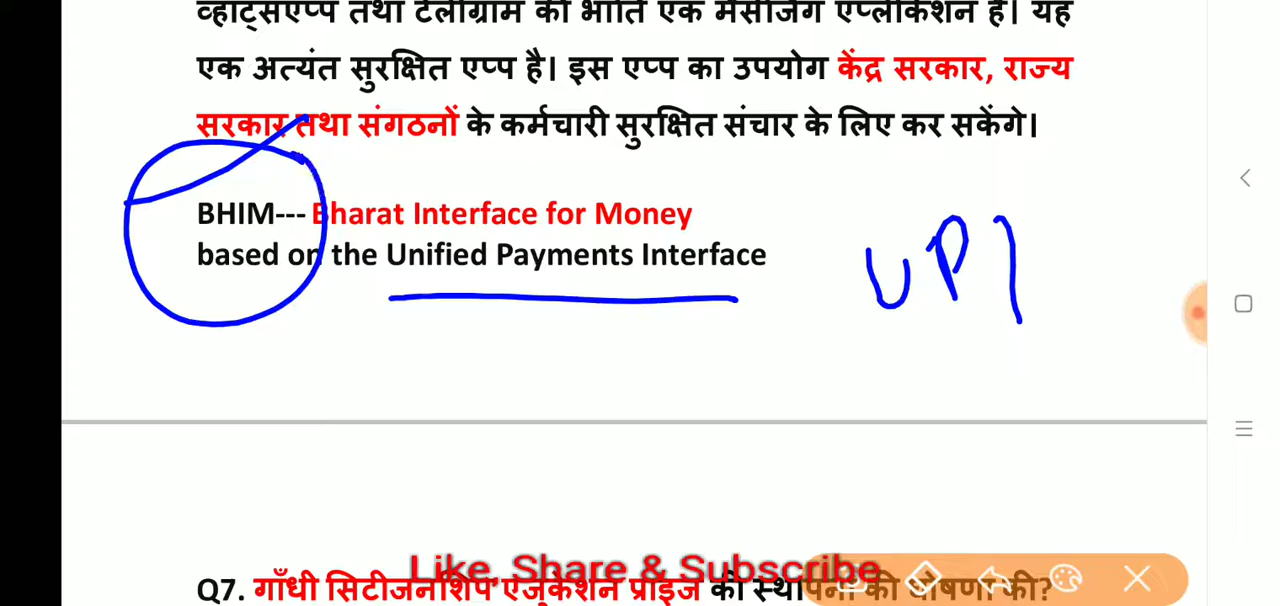 व्हाट्सएप्प तथा टेलीग्राम की भांति एक मैसेजिंग एप्लीकेशन है। यह
एक अत्यंत सुरक्षित एप्प है। इस एप्प का उपयोग केंद्र सरकार, राज्य
सरकार तथा संगठनों के कर्मचारी सुरक्षित संचार के लिए कर सकेंगे।
BHIM--- Bharat Interface for Money
based on the Unified Payments Interface
UPI
Like, Share & Subscribe
Q7. गाँधी सिटीजनशिप एजुकेशन प्राइज की स्थापना की घोषणा की?